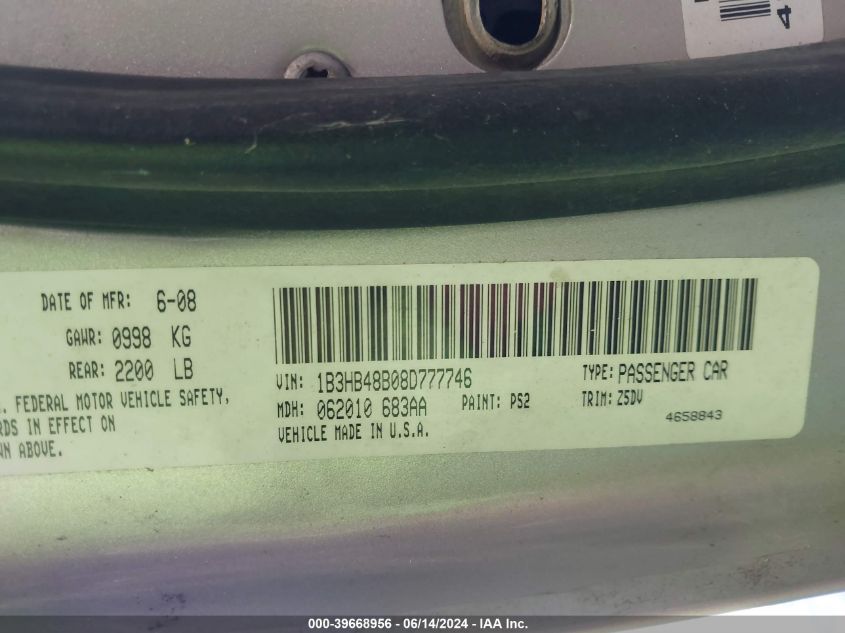 4
DATE OF MFR: 6-08
GAWR: 0998 KG
REAR: 2200 LB
FEDERAL MOTOR VEHICLE SAFETY,
RDS IN EFFECT ON
WN ABOVE.
VIN: 1B3HB48B08D777746
TYPE: PASSENGER CAR
MDH: 062010 683AA PAINT: PS2 TRIM: Z5DV
VEHICLE MADE IN U.S.A.
4658843
000-39668956 - 06/14/2024 - IAA Inc.